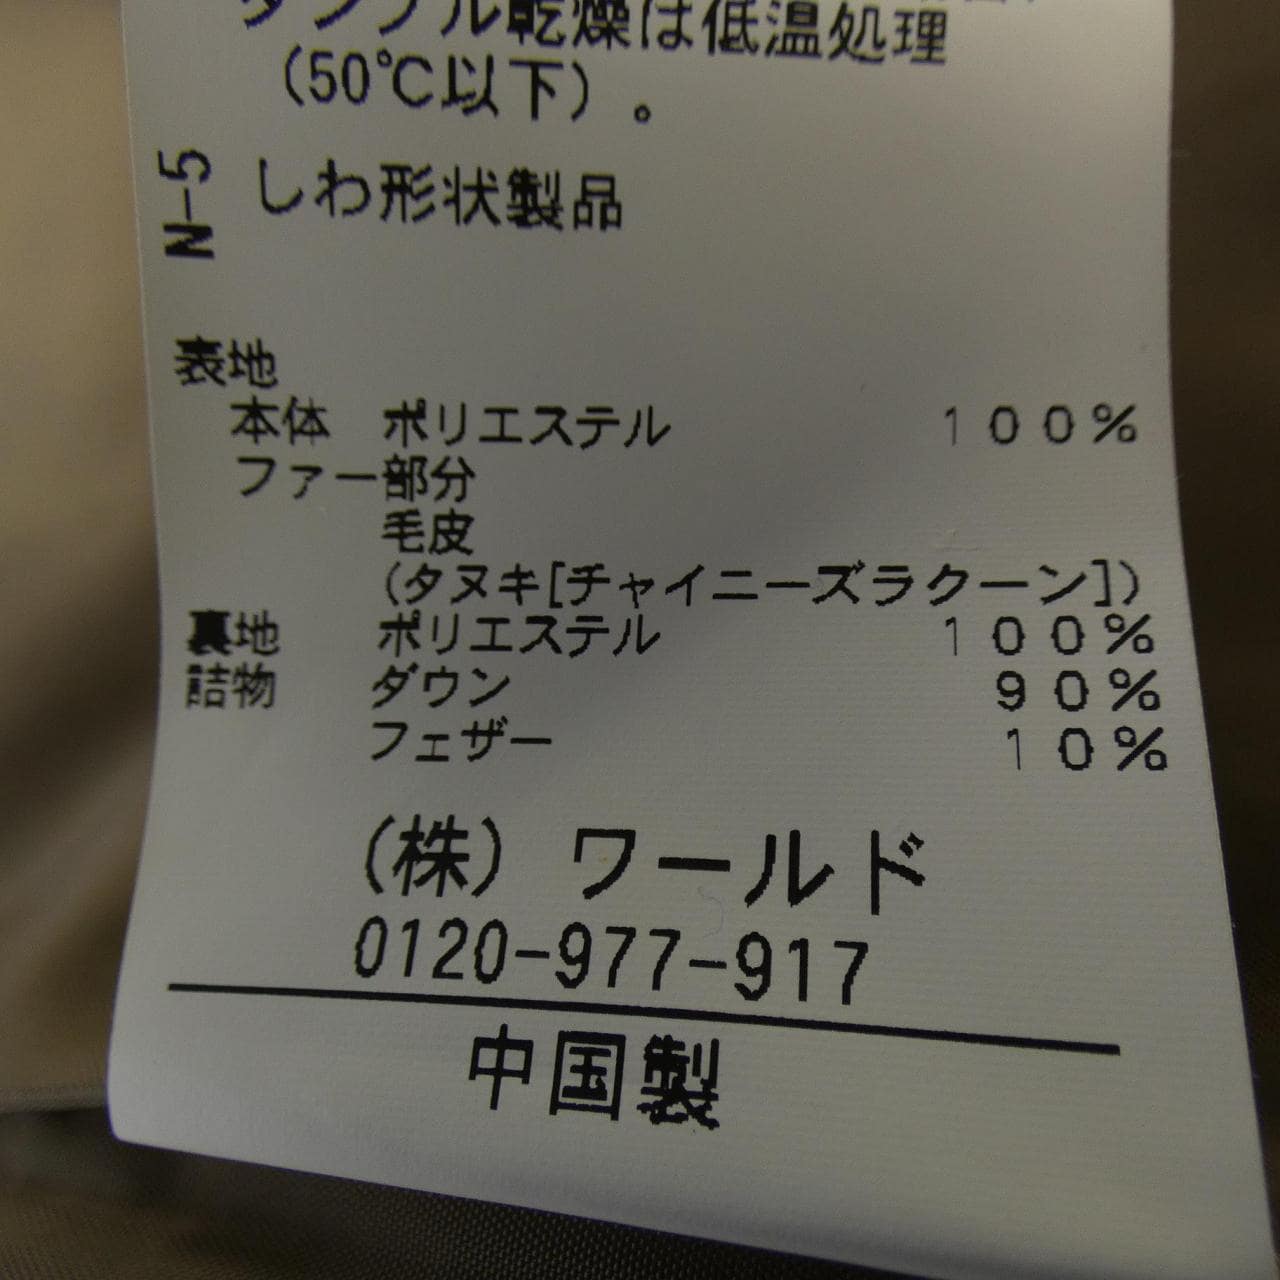 タンブル乾燥は低温処理
（50℃以下）。
N-5
しわ形状製品
表地
本体 ポリエステル 100%
ファー部分
毛皮
(タヌキ[チャイニーズラクーン])
裏地 ポリエステル 100%
詰物 ダウン 90%
フェザー 10%
（株）ワールド
0120-977-917
中国製